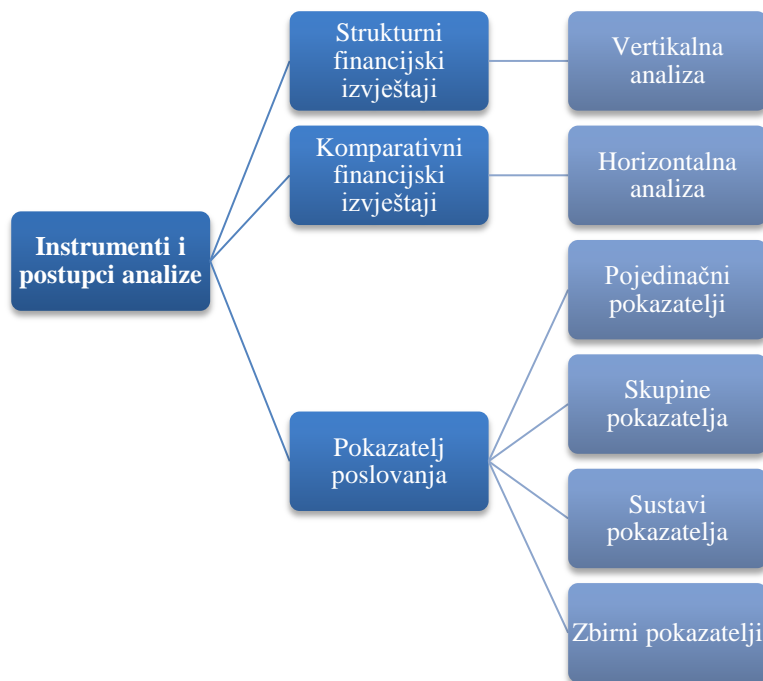 Strukturni
financijski
izvještaji
Vertikalna
analiza
Komparativni
financijski
izvještaji
Horizontalna
analiza
Instrumenti i
postupci analize
Pojedinačni
pokazatelji
Skupine
pokazatelja
Pokazatelj
poslovanja
Sustavi
pokazatelja
Zbirni pokazatelji